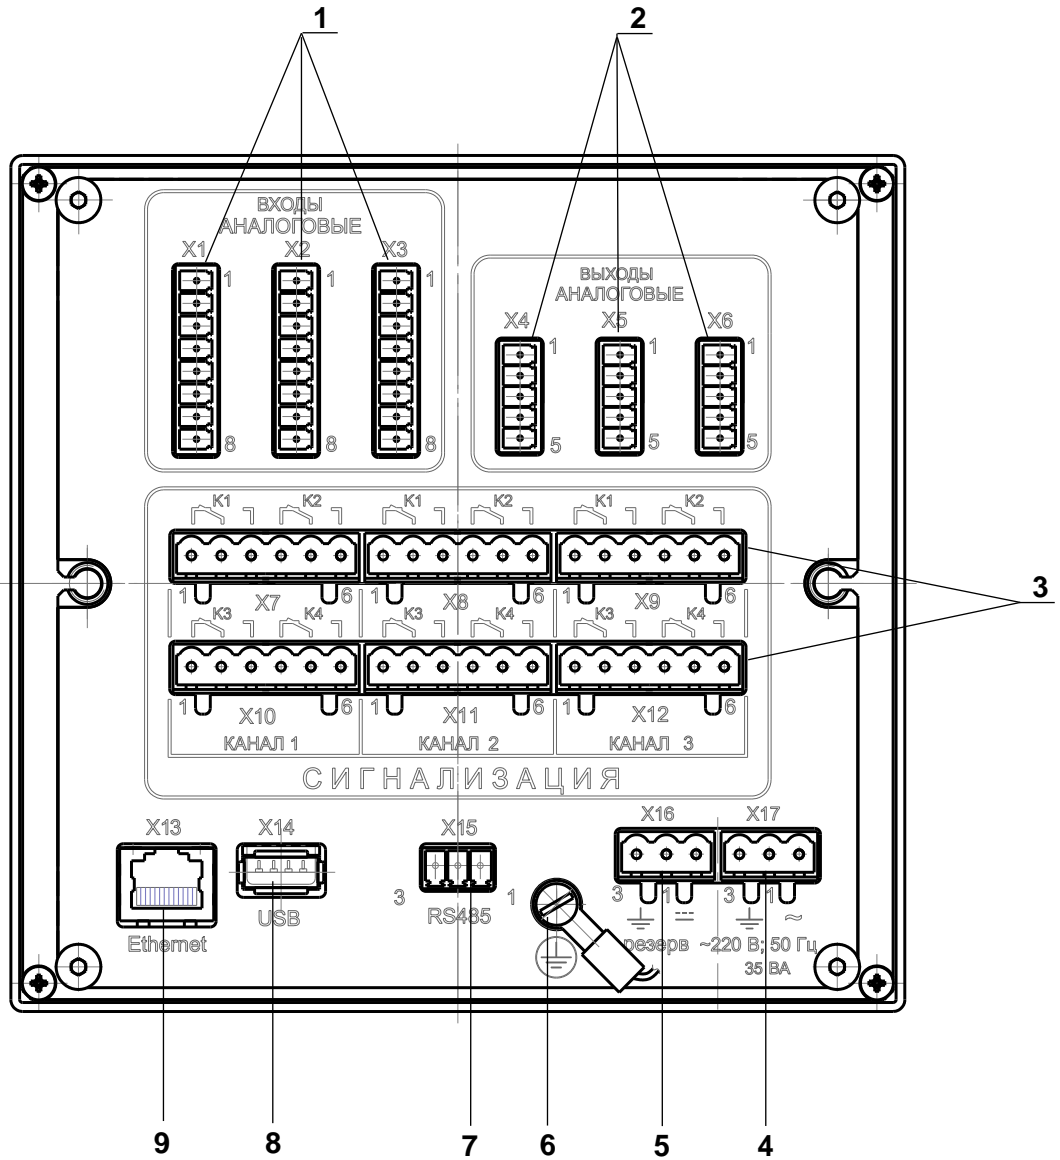 1
2
ВХОДЫ
АНАЛОГОВЫЕ
X1 X2 X3
1 1 1
8 8 8
ВЫХОДЫ
АНАЛОГОВЫЕ
X4 X5 X6
1 1 1
5 5 5
K1 K2 K1 K2 K1 K2
1 X7 6 1 X8 6 1 X9 6
3
K3 K4 K3 K4 K3 K4
1 X10 6 1 X11 6 1 X12 6
КАНАЛ 1 КАНАЛ 2 КАНАЛ 3
СИГНАЛИЗАЦИЯ
X13 X14 X15 X16 X17
3 1 3 1 3 1
Ethernet USB RS485
резерв ~220 В; 50 Гц
35 ВА
9 8 7 6 5 4